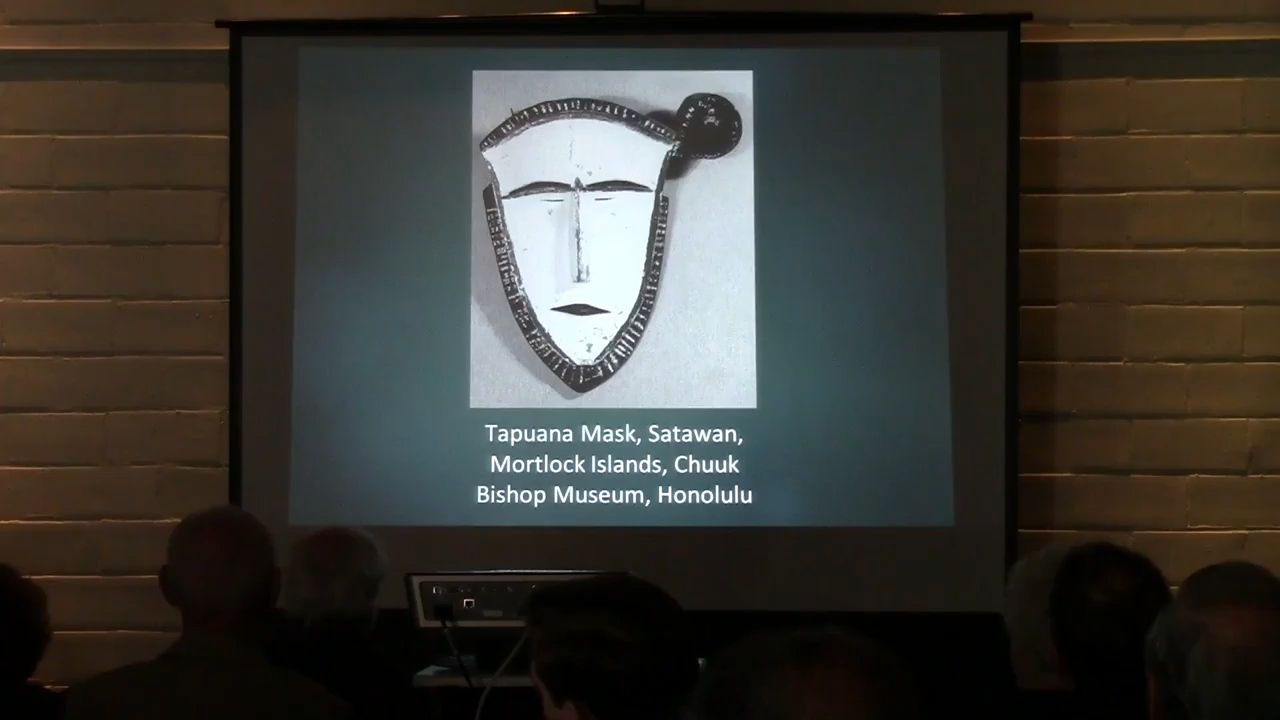 Tapuana Mask, Satawan,
Mortlock Islands, Chuuk
Bishop Museum, Honolulu